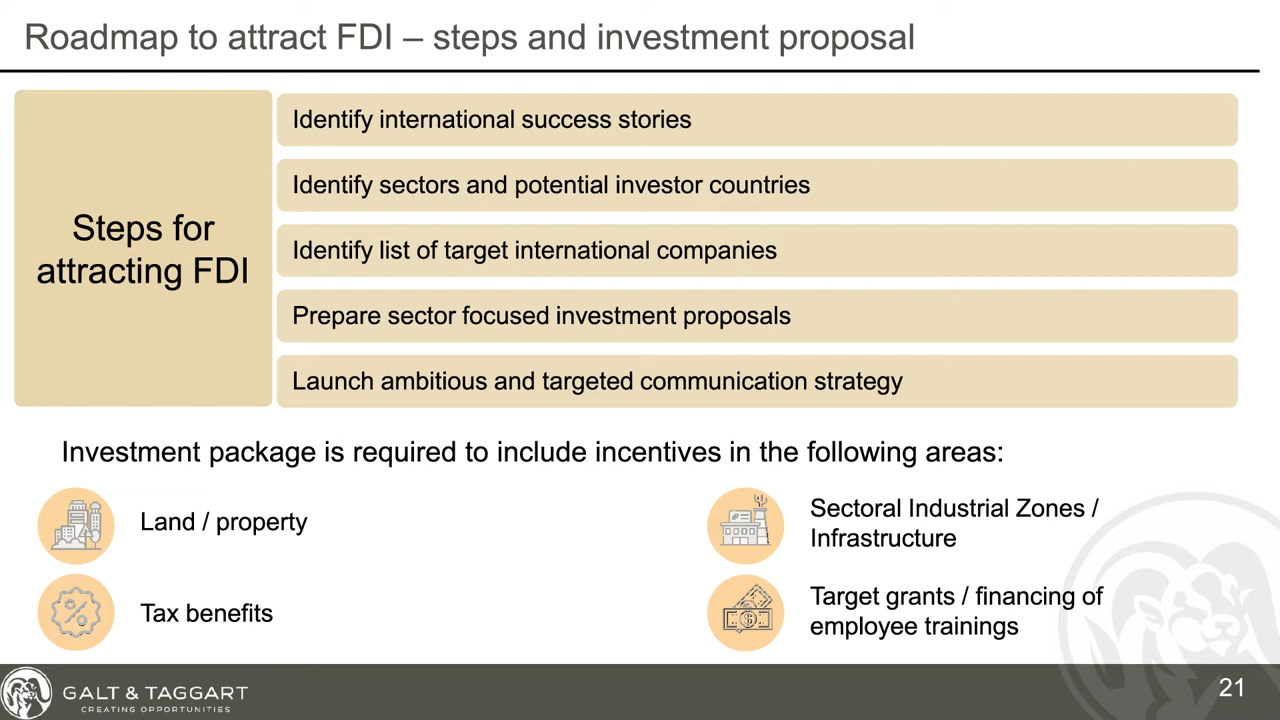 Roadmap to attract FDI – steps and investment proposal
Steps for
attracting FDI
Identify international success stories
Identify sectors and potential investor countries
Identify list of target international companies
Prepare sector focused investment proposals
Launch ambitious and targeted communication strategy
Investment package is required to include incentives in the following areas:
Land / property
Sectoral Industrial Zones /
Infrastructure
Tax benefits
Target grants / financing of
employee trainings
GALT & TAGGART
CREATING OPPORTUNITIES
21